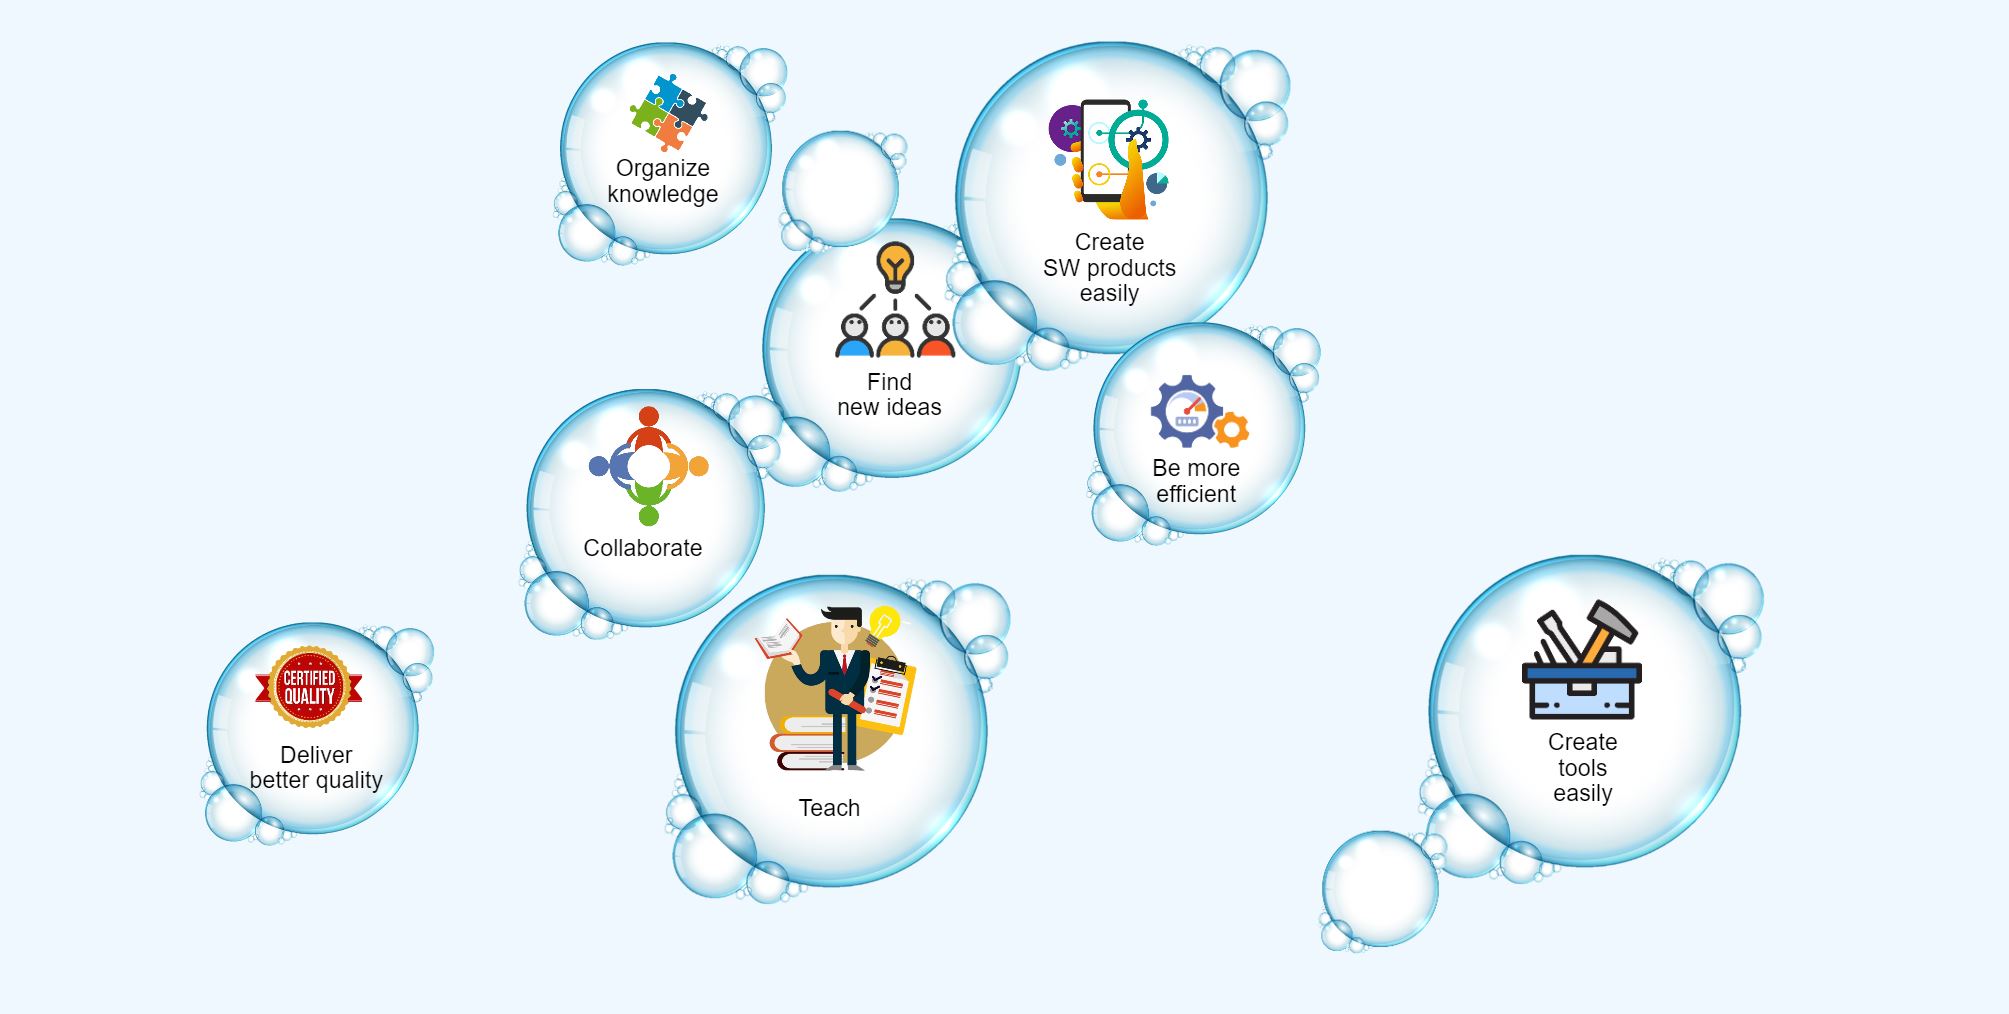 Organize
knowledge
Create
SW products
easily
Find
new ideas
Be more
efficient
Collaborate
CERTIFIED
QUALITY
Deliver
better quality
Teach
Create
tools
easily